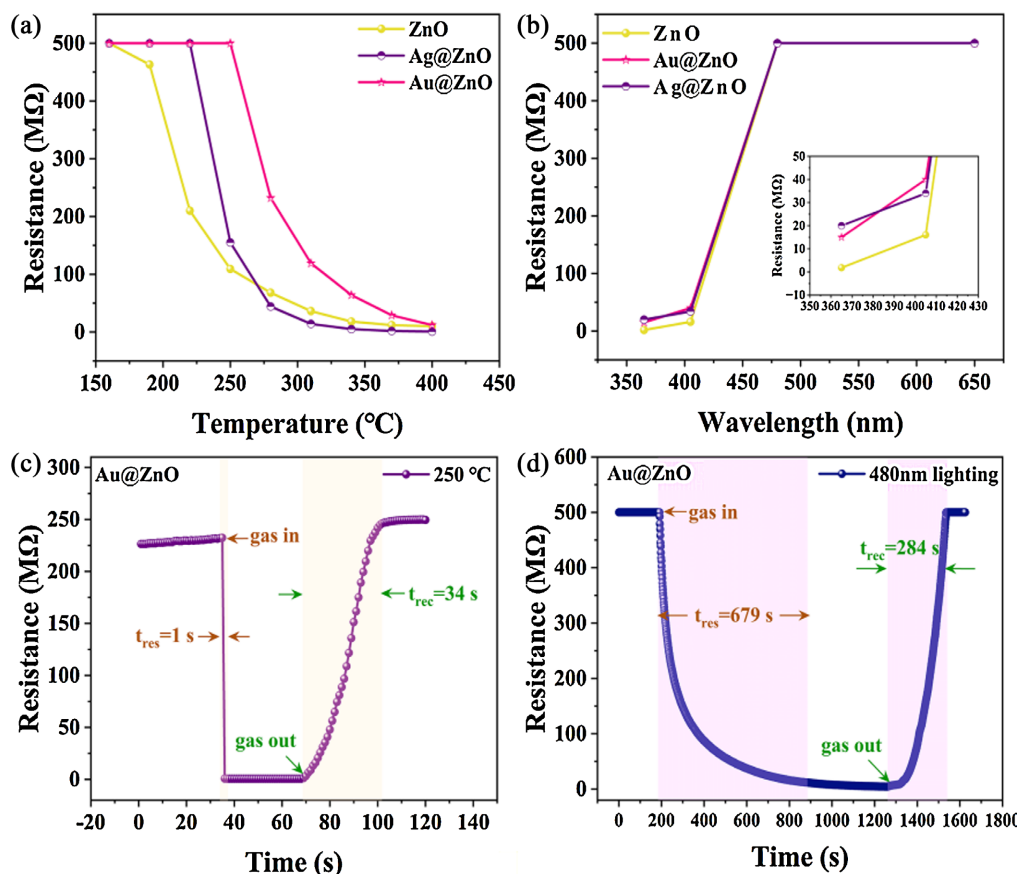 (a)
ZnO
Ag@ZnO
Au@ZnO
500
400
300
200
100
0
150 200 250 300 350 400 450
Temperature (℃)
Resistance (MΩ)
(b)
ZnO
Au@ZnO
Ag@ZnO
500
400
300
200
100
0
350 400 450 500 550 600 650
Wavelength (nm)
Resistance (MΩ)
50
40
30
20
10
0
−10
350 360 370 380 390 400 410 420 430
Resistance (MΩ)
(c)
Au@ZnO
250 °C
300
250
200
150
100
50
0
-20 0 20 40 60 80 100 120 140
Time (s)
Resistance (MΩ)
gas in
tres=1 s
trec=34 s
gas out
(d)
Au@ZnO
480nm lighting
600
500
400
300
200
100
0
0 200 400 600 800 1000 1200 1400 1600 1800
Time (s)
Resistance (MΩ)
gas in
trec=284 s
tres=679 s
gas out